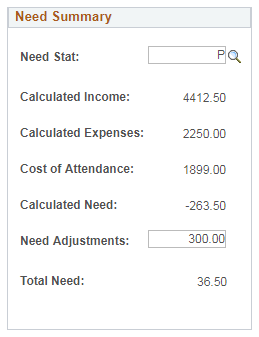 Need Summary
Need Stat: P
Calculated Income: 4412.50
Calculated Expenses: 2250.00
Cost of Attendance: 1899.00
Calculated Need: -263.50
Need Adjustments: 300.00
Total Need: 36.50